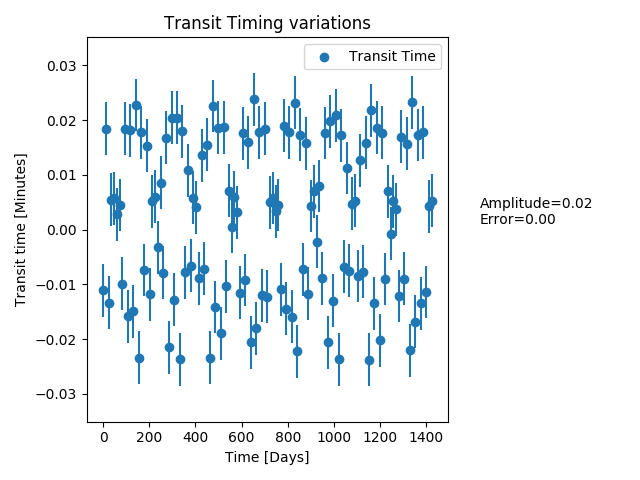 Transit Timing variations
Transit Time
0.03
0.02
0.01
0.00
−0.01
−0.02
−0.03
Transit time [Minutes]
0 200 400 600 800 1000 1200 1400
Time [Days]
Amplitude=0.02
Error=0.00